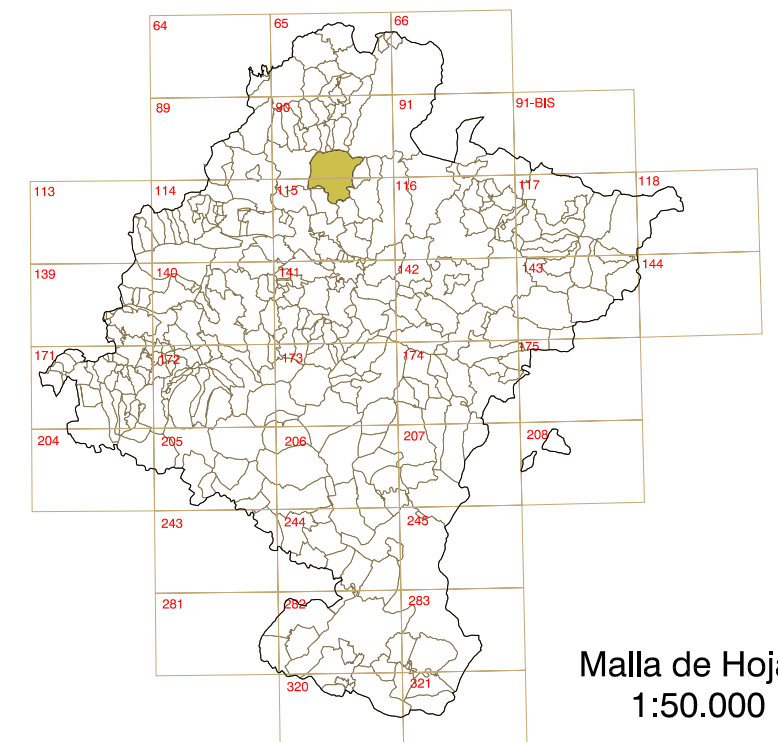 64 65 66
89 90 91 91-BIS
113 114 115 116 117 118
139 140 141 142 143 144
171 172 173 174 175
204 205 206 207 208
243 244 245
281 282 283
320 321
Malla de Hoja
1:50.000